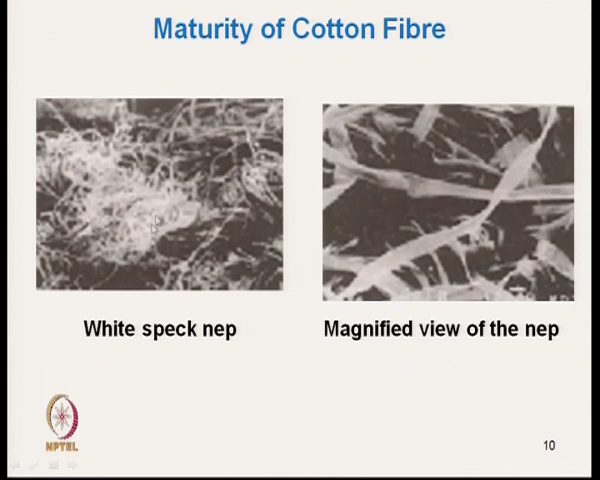 Maturity of Cotton Fibre
White speck nep
Magnified view of the nep
NPTEL
10